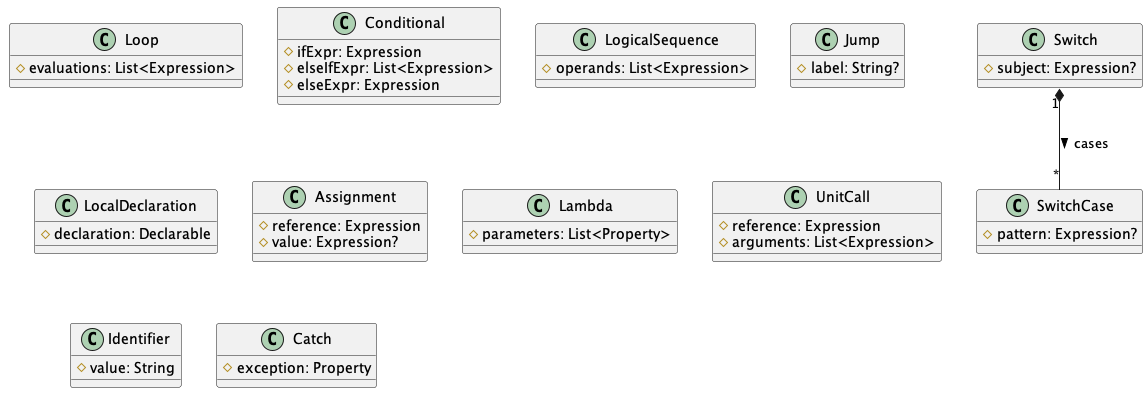 C Loop
evaluations: List<Expression>
C Conditional
ifExpr: Expression
elseIfExpr: List<Expression>
elseExpr: Expression
C LogicalSequence
operands: List<Expression>
C Jump
label: String?
C Switch
subject: Expression?
1
cases
*
C LocalDeclaration
declaration: Declarable
C Assignment
reference: Expression
value: Expression?
C Lambda
parameters: List<Property>
C UnitCall
reference: Expression
arguments: List<Expression>
C SwitchCase
pattern: Expression?
C Identifier
value: String
C Catch
exception: Property